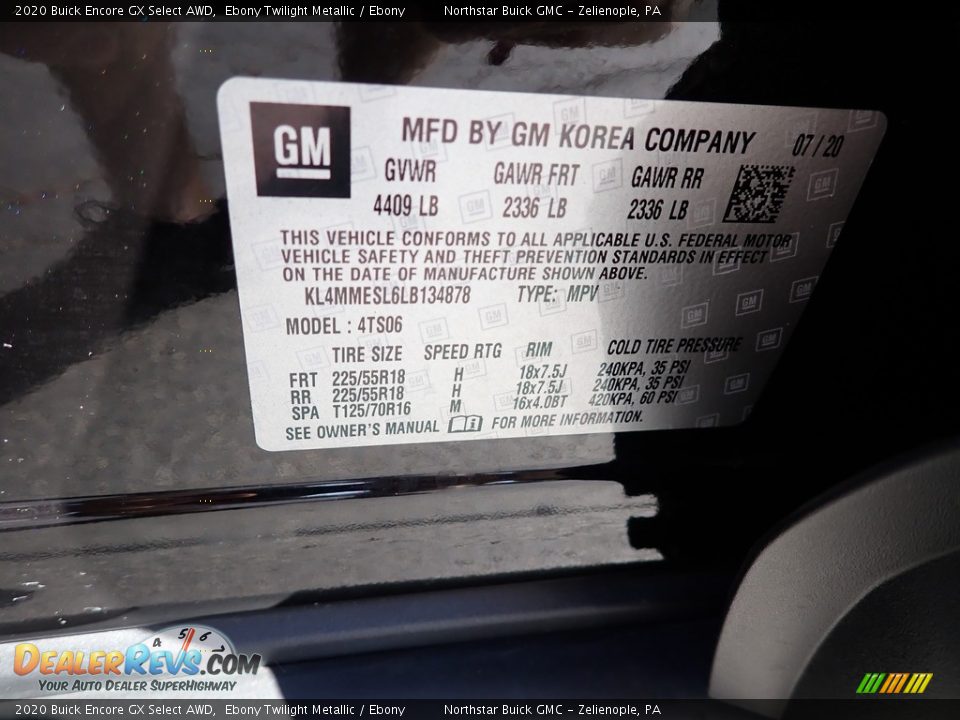 2020 Buick Encore GX Select AWD, Ebony Twilight Metallic / Ebony Northstar Buick GMC - Zelienople, PA
GM
MFD BY GM KOREA COMPANY 07/20
GVWR GAWR FRT GAWR RR
4409 LB 2336 LB 2336 LB
THIS VEHICLE CONFORMS TO ALL APPLICABLE U.S. FEDERAL MOTOR
VEHICLE SAFETY AND THEFT PREVENTION STANDARDS IN EFFECT
ON THE DATE OF MANUFACTURE SHOWN ABOVE.
KL4MMESL6LB134878 TYPE: MPV
MODEL : 4TS06
TIRE SIZE SPEED RTG RIM COLD TIRE PRESSURE
FRT 225/55R18 H 18x7.5J 240KPA, 35 PSI
RR 225/55R18 H 18x7.5J 240KPA, 35 PSI
SPA T125/70R16 M 16x4.0BT 420KPA, 60 PSI
SEE OWNER'S MANUAL FOR MORE INFORMATION.
4 5 6
DEALERREVS.COM
YOUR AUTO DEALER SUPERHIGHWAY
2020 Buick Encore GX Select AWD, Ebony Twilight Metallic / Ebony Northstar Buick GMC - Zelienople, PA